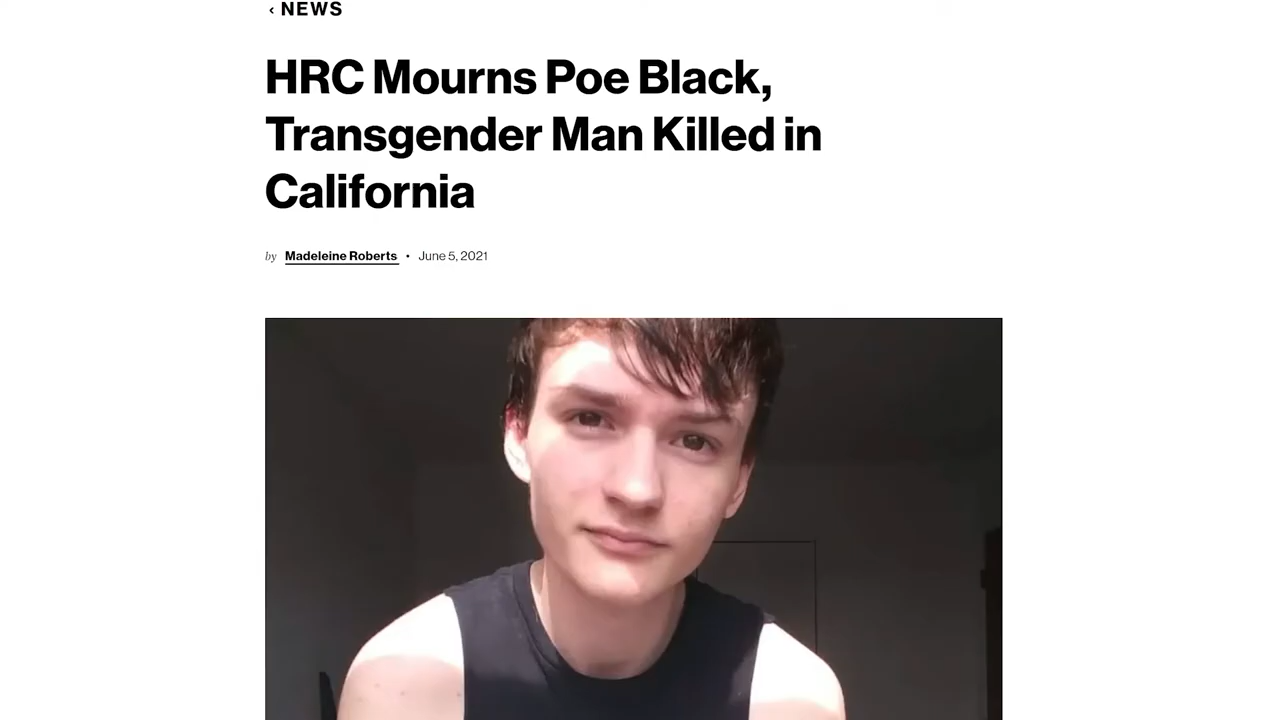 ‹ NEWS
HRC Mourns Poe Black,
Transgender Man Killed in
California
by Madeleine Roberts • June 5, 2021